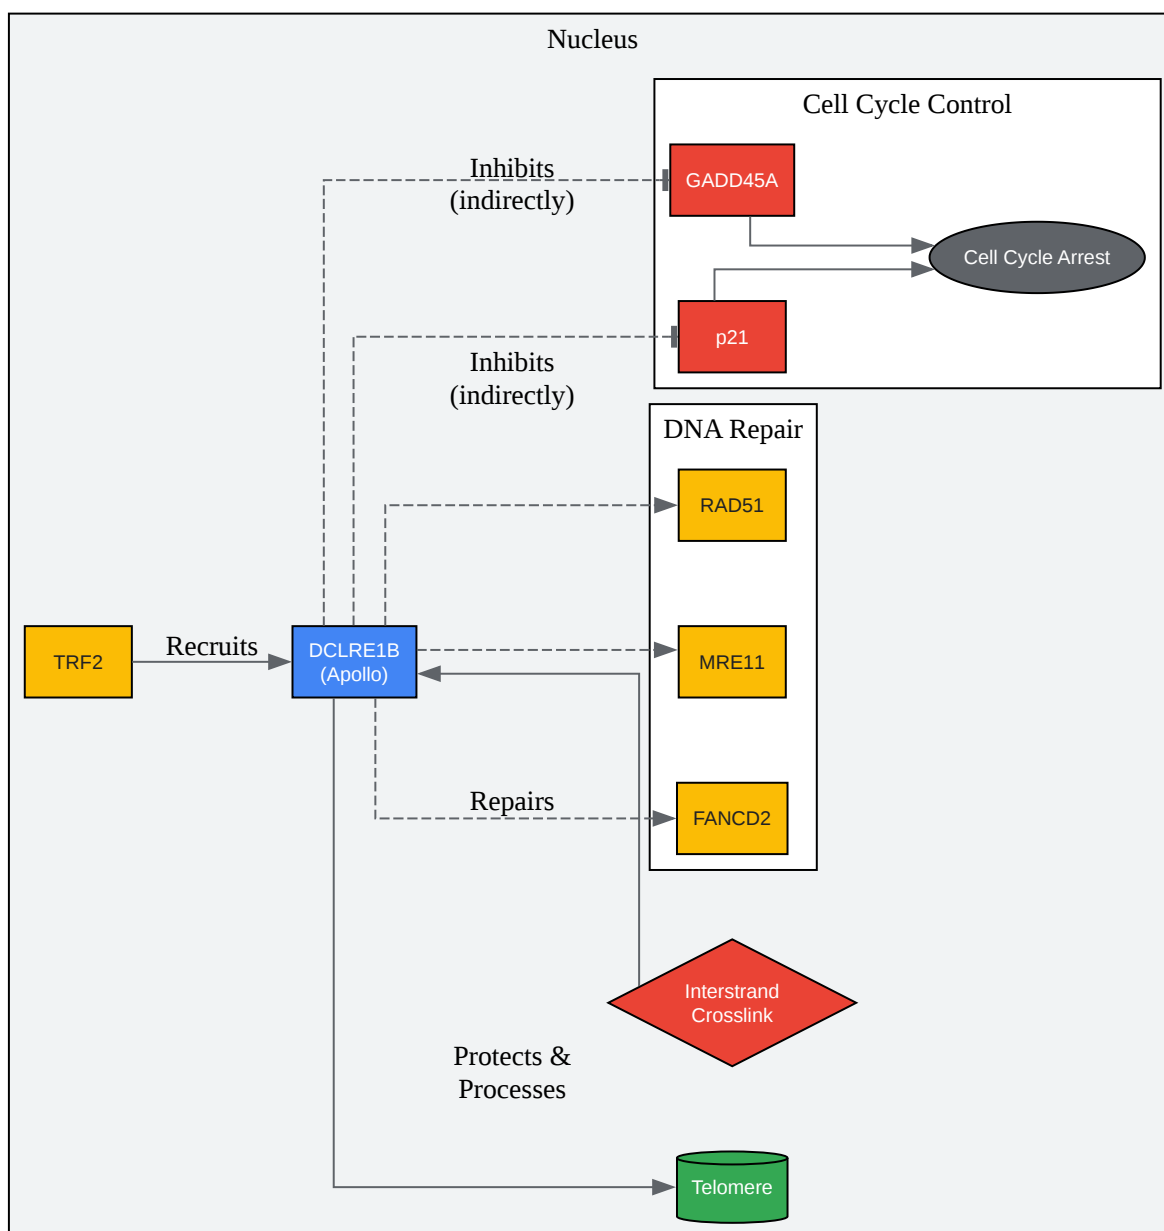 Nucleus
Cell Cycle Control
Inhibits
(indirectly)
GADD45A
Cell Cycle Arrest
p21
Inhibits
(indirectly)
DNA Repair
RAD51
TRF2
Recruits
DCLRE1B
(Apollo)
MRE11
Repairs
FANCD2
Interstrand
Crosslink
Protects &
Processes
Telomere